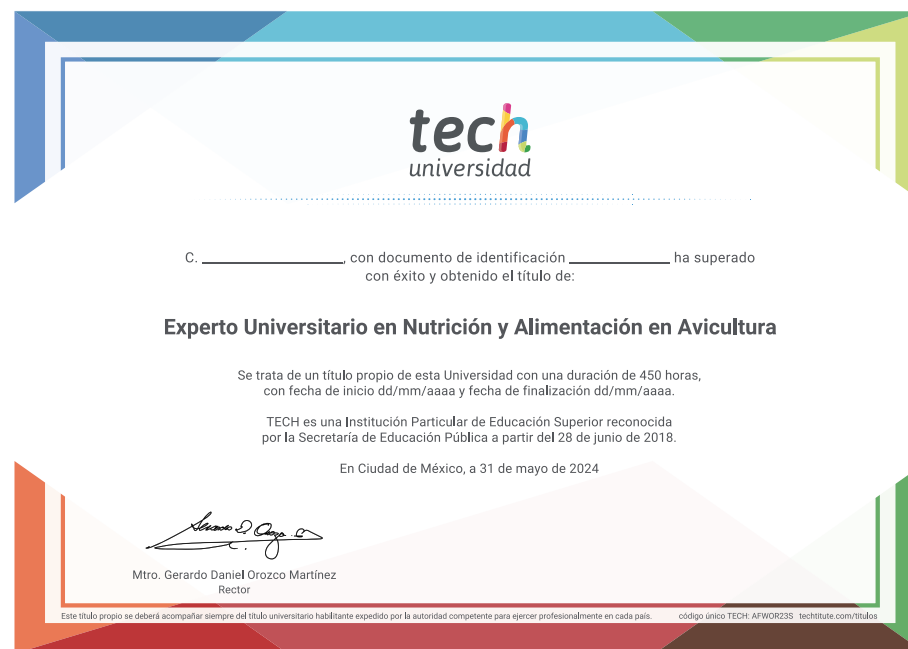 tech
universidad
C. ________________, con documento de identificación ____________ ha superado
con éxito y obtenido el título de:
Experto Universitario en Nutrición y Alimentación en Avicultura
Se trata de un título propio de esta Universidad con una duración de 450 horas,
con fecha de inicio dd/mm/aaaa y fecha de finalización dd/mm/aaaa.
TECH es una Institución Particular de Educación Superior reconocida
por la Secretaría de Educación Pública a partir del 28 de junio de 2018.
En Ciudad de México, a 31 de mayo de 2024
Mtro. Gerardo Daniel Orozco Martínez
Rector
Este título propio se deberá acompañar siempre del título universitario habilitante expedido por la autoridad competente para ejercer profesionalmente en cada país. código único TECH: AFWOR23S techtitute.com/titulos